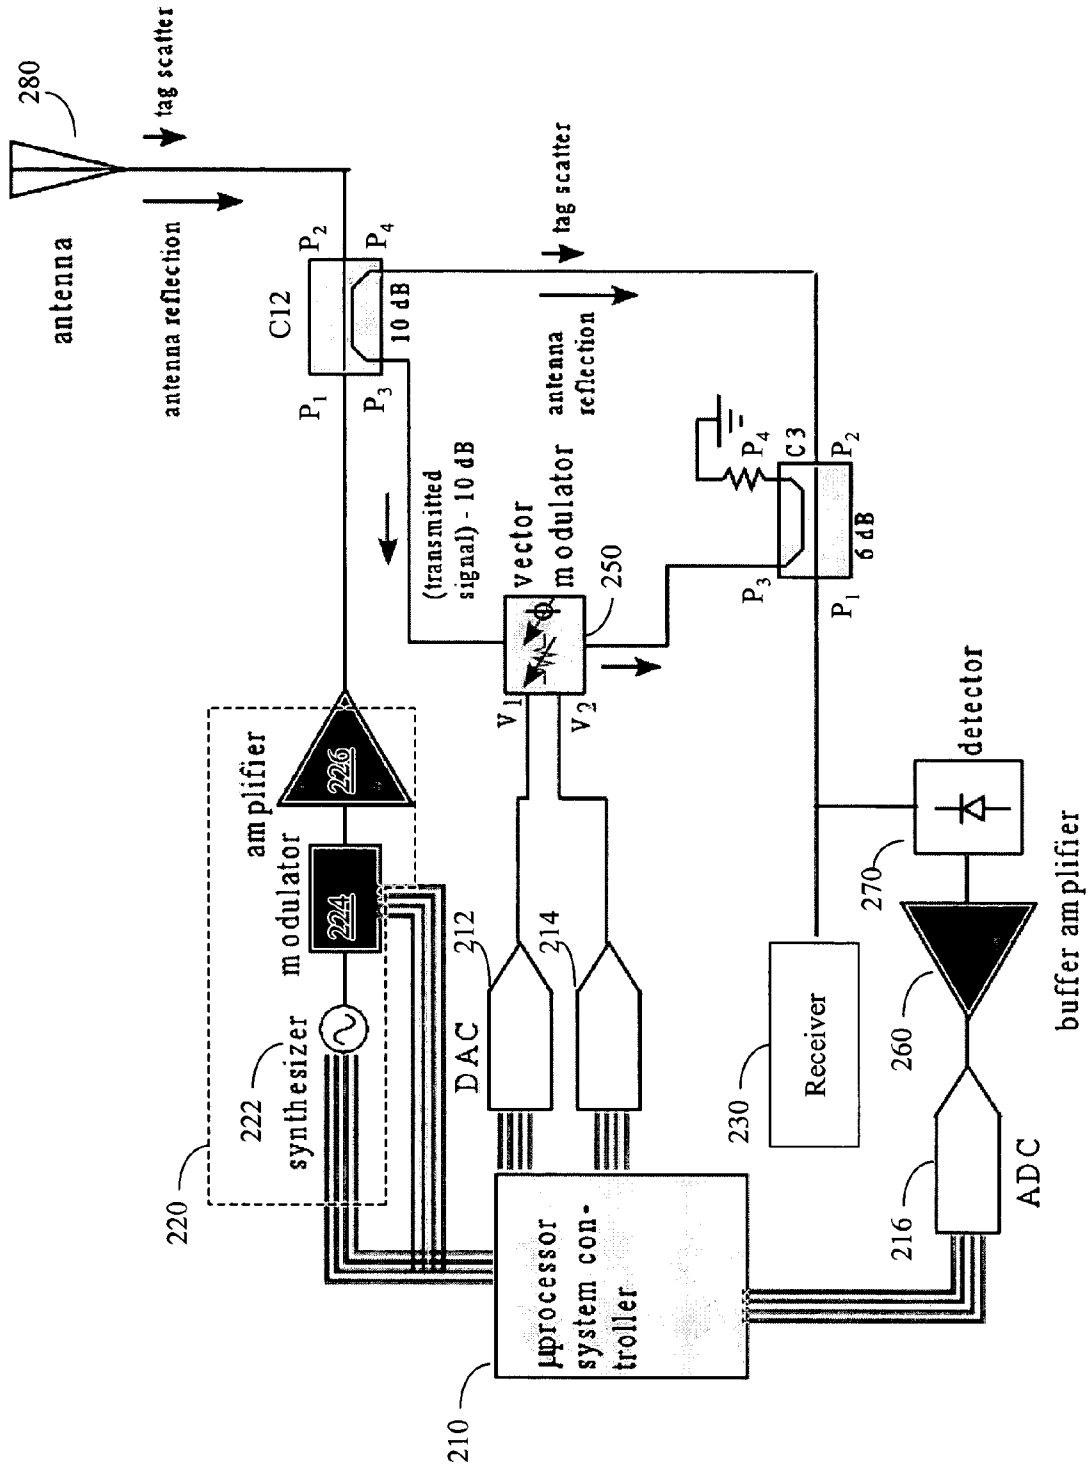 280
tag scatter
antenna
antenna reflection
P2
P4
C12
10 dB
P1
P3
tag scatter
antenna
reflection
(transmitted
signal) - 10 dB
vector
modulator
250
V1
V2
P4
C3
P2
6 dB
P3
P1
220
amplifier
226
modulator
224
synthesizer
222
DAC
212
214
detector
270
buffer amplifier
260
230
Receiver
216
ADC
210
µprocessor
system con-
troller